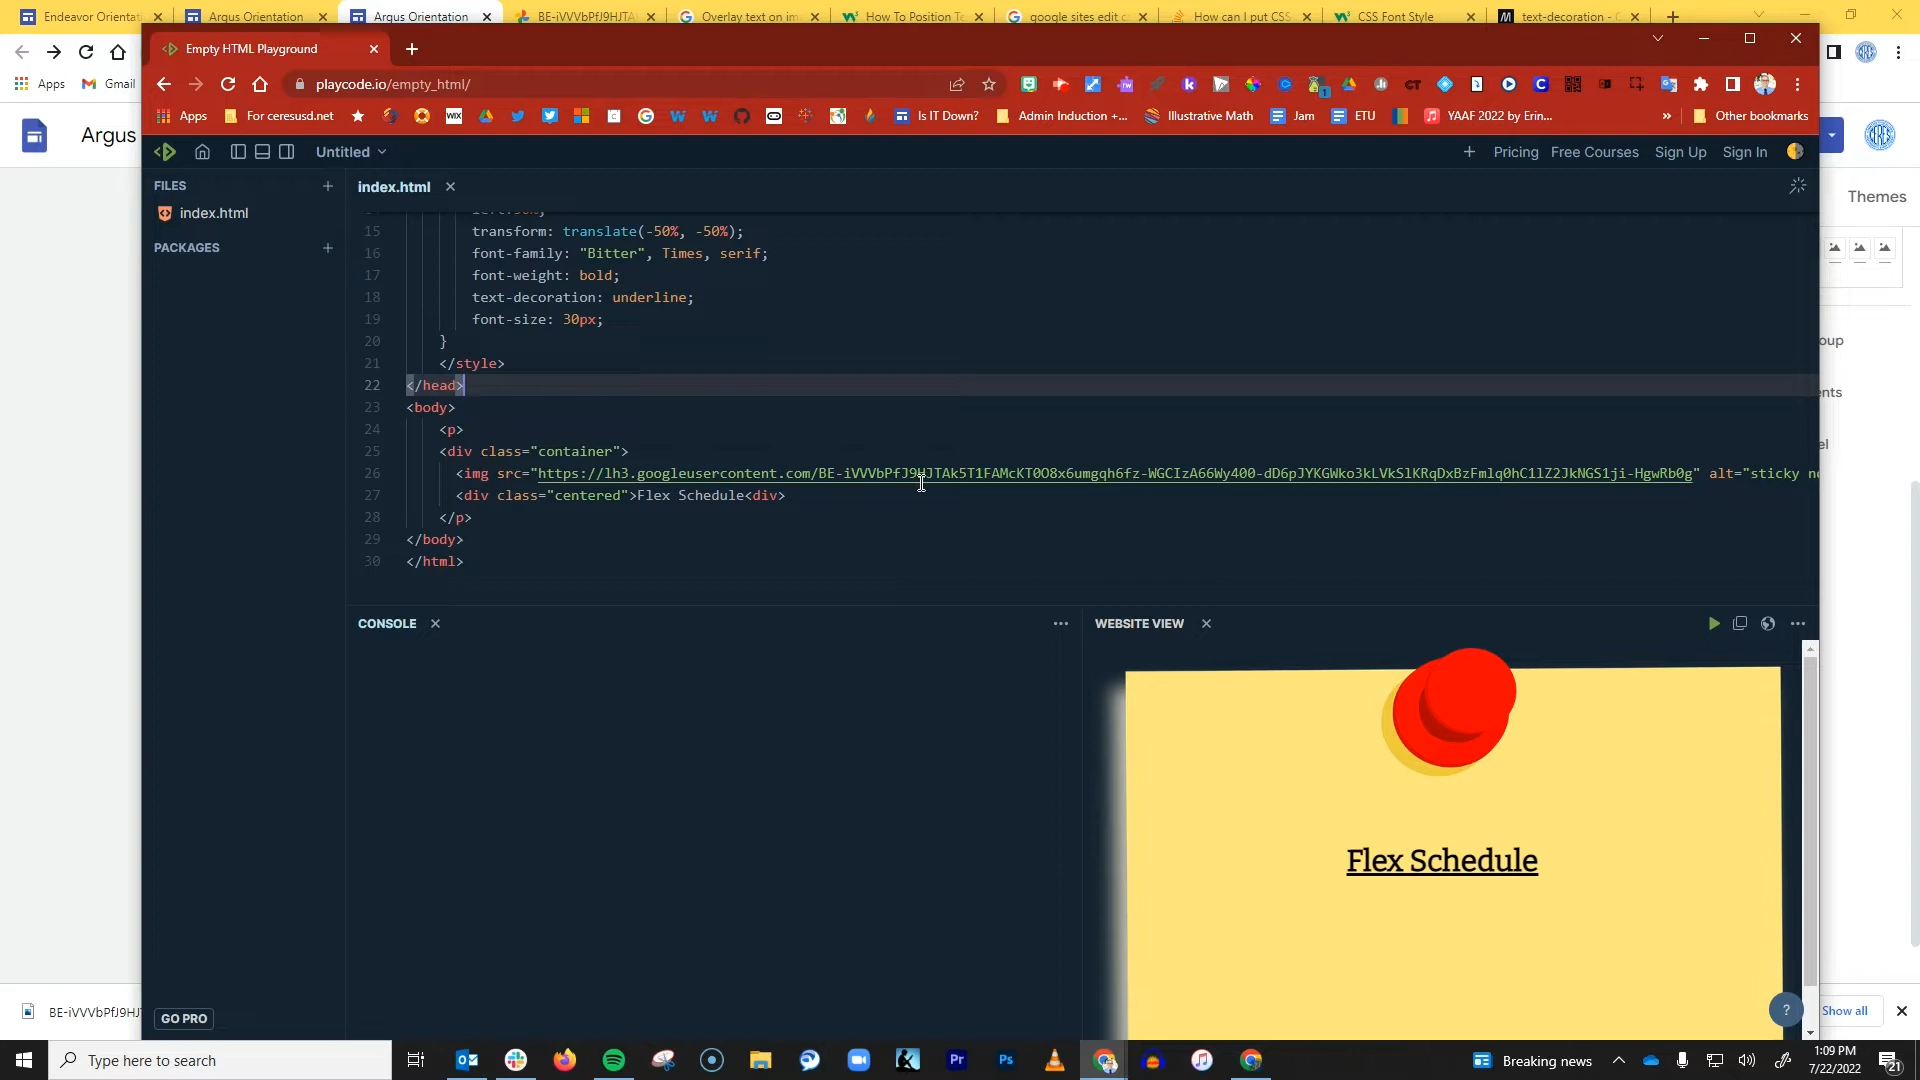 Endeavor Orientati
Argus Orientation
Argus Orientation
BE-iVVVbPfJ9HJTA
Overlay text on im
How To Position Te
google sites edit c
How can I put CSS
CSS Font Style
text-decoration - C
Empty HTML Playground
playcode.io/empty_html/
Apps
Gmail
Apps
For ceresusd.net
WIX
Is IT Down?
Admin Induction +...
Illustrative Math
Jam
ETU
YAAF 2022 by Erin...
»
Other bookmarks
Argus
Untitled
Pricing
Free Courses
Sign Up
Sign In
Themes
FILES
index.html
PACKAGES
index.html
15 transform: translate(-50%, -50%);
16 font-family: "Bitter", Times, serif;
17 font-weight: bold;
18 text-decoration: underline;
19 font-size: 30px;
20 }
21 </style>
22 </head>
23 <body>
24 <p>
25 <div class="container">
26 <img src="https://lh3.googleusercontent.com/BE-iVVVbPfJ9HJTAk5T1FAMcKT0O8x6umgqh6fz-WGCIzA66Wy400-dD6pJYKGWko3kLVkSlKRqDxBzFmlq0hC1lZ2JkNGS1ji-HgwRb0g" alt="sticky no
27 <div class="centered">Flex Schedule<div>
28 </p>
29 </body>
30 </html>
oup
ents
el
CONSOLE
WEBSITE VIEW
Flex Schedule
GO PRO
?
BE-iVVVbPfJ9HJ
Show all
Type here to search
Breaking news
1:09 PM
7/22/2022
21